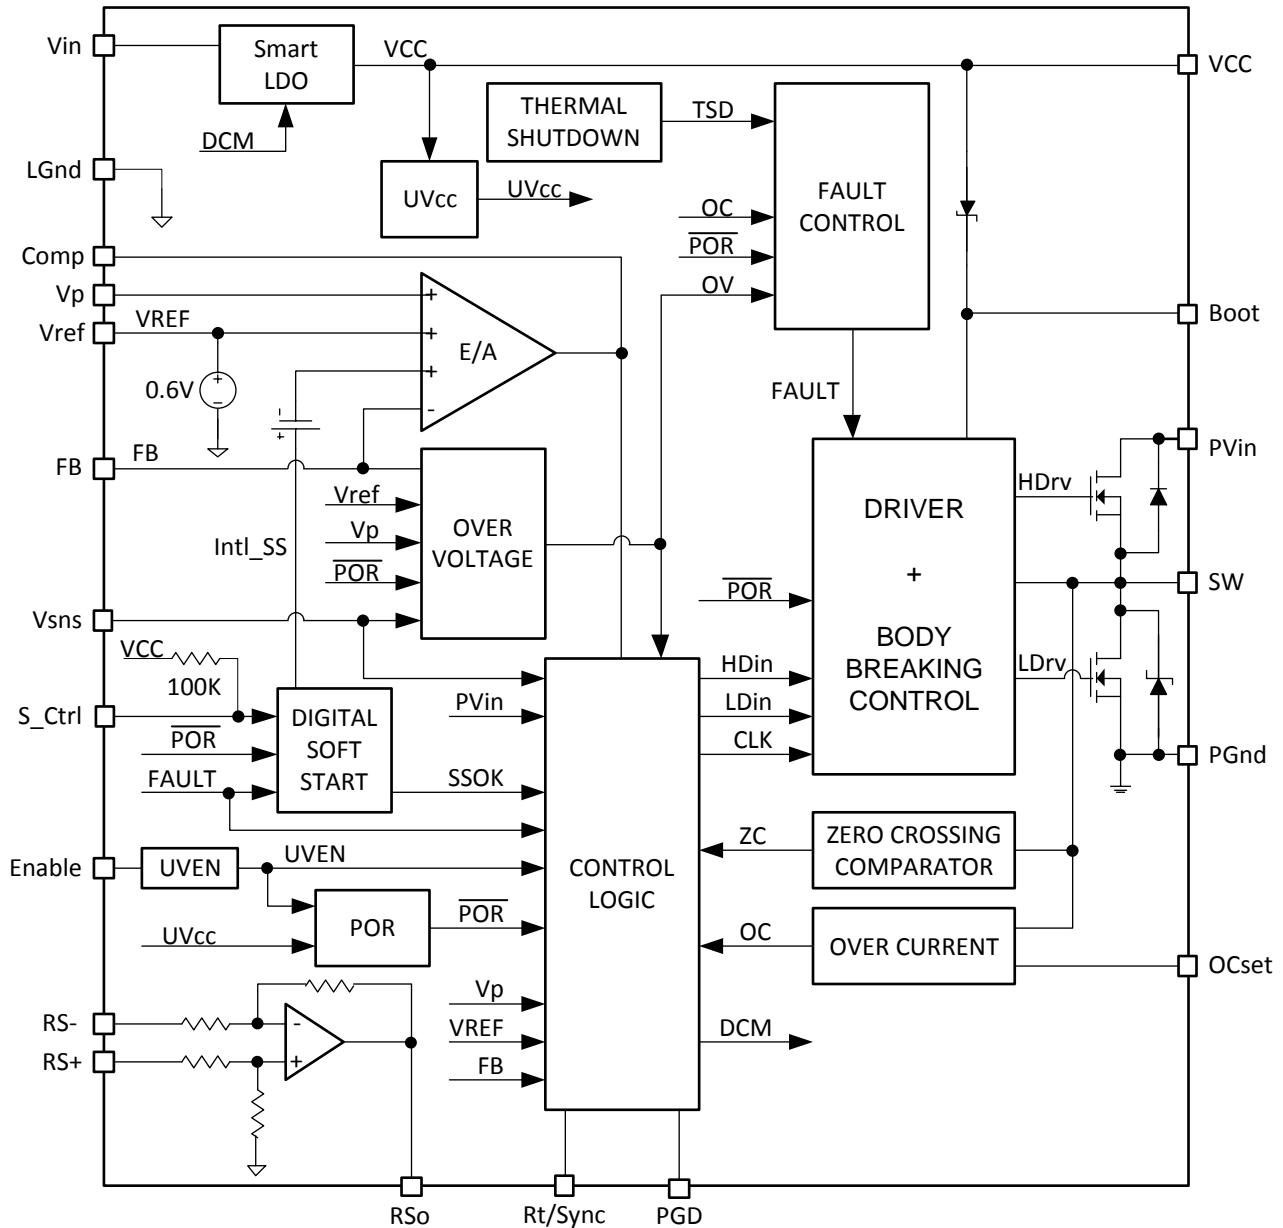 Vin
Smart
LDO
VCC
VCC
DCM
THERMAL
SHUTDOWN
TSD
LGnd
UVcc
UVcc
FAULT
CONTROL
OC
POR
OV
Comp
Vp
Vref
VREF
+
+
+
-
E/A
0.6V
+
−
Boot
FAULT
-
+
FB
FB
PVin
Vref
Vp
POR
OVER
VOLTAGE
Intl_SS
DRIVER
+
BODY
BREAKING
CONTROL
HDrv
SW
POR
Vsns
VCC
100K
HDin
LDrv
S_Ctrl
DIGITAL
SOFT
START
PVin
LDin
POR
CLK
PGnd
FAULT
SSOK
ZC
ZERO CROSSING
COMPARATOR
Enable
UVEN
UVEN
CONTROL
LOGIC
POR
POR
UVcc
OC
OVER CURRENT
OCset
Vp
RS-
-
VREF
DCM
RS+
+
FB
RSo
Rt/Sync
PGD